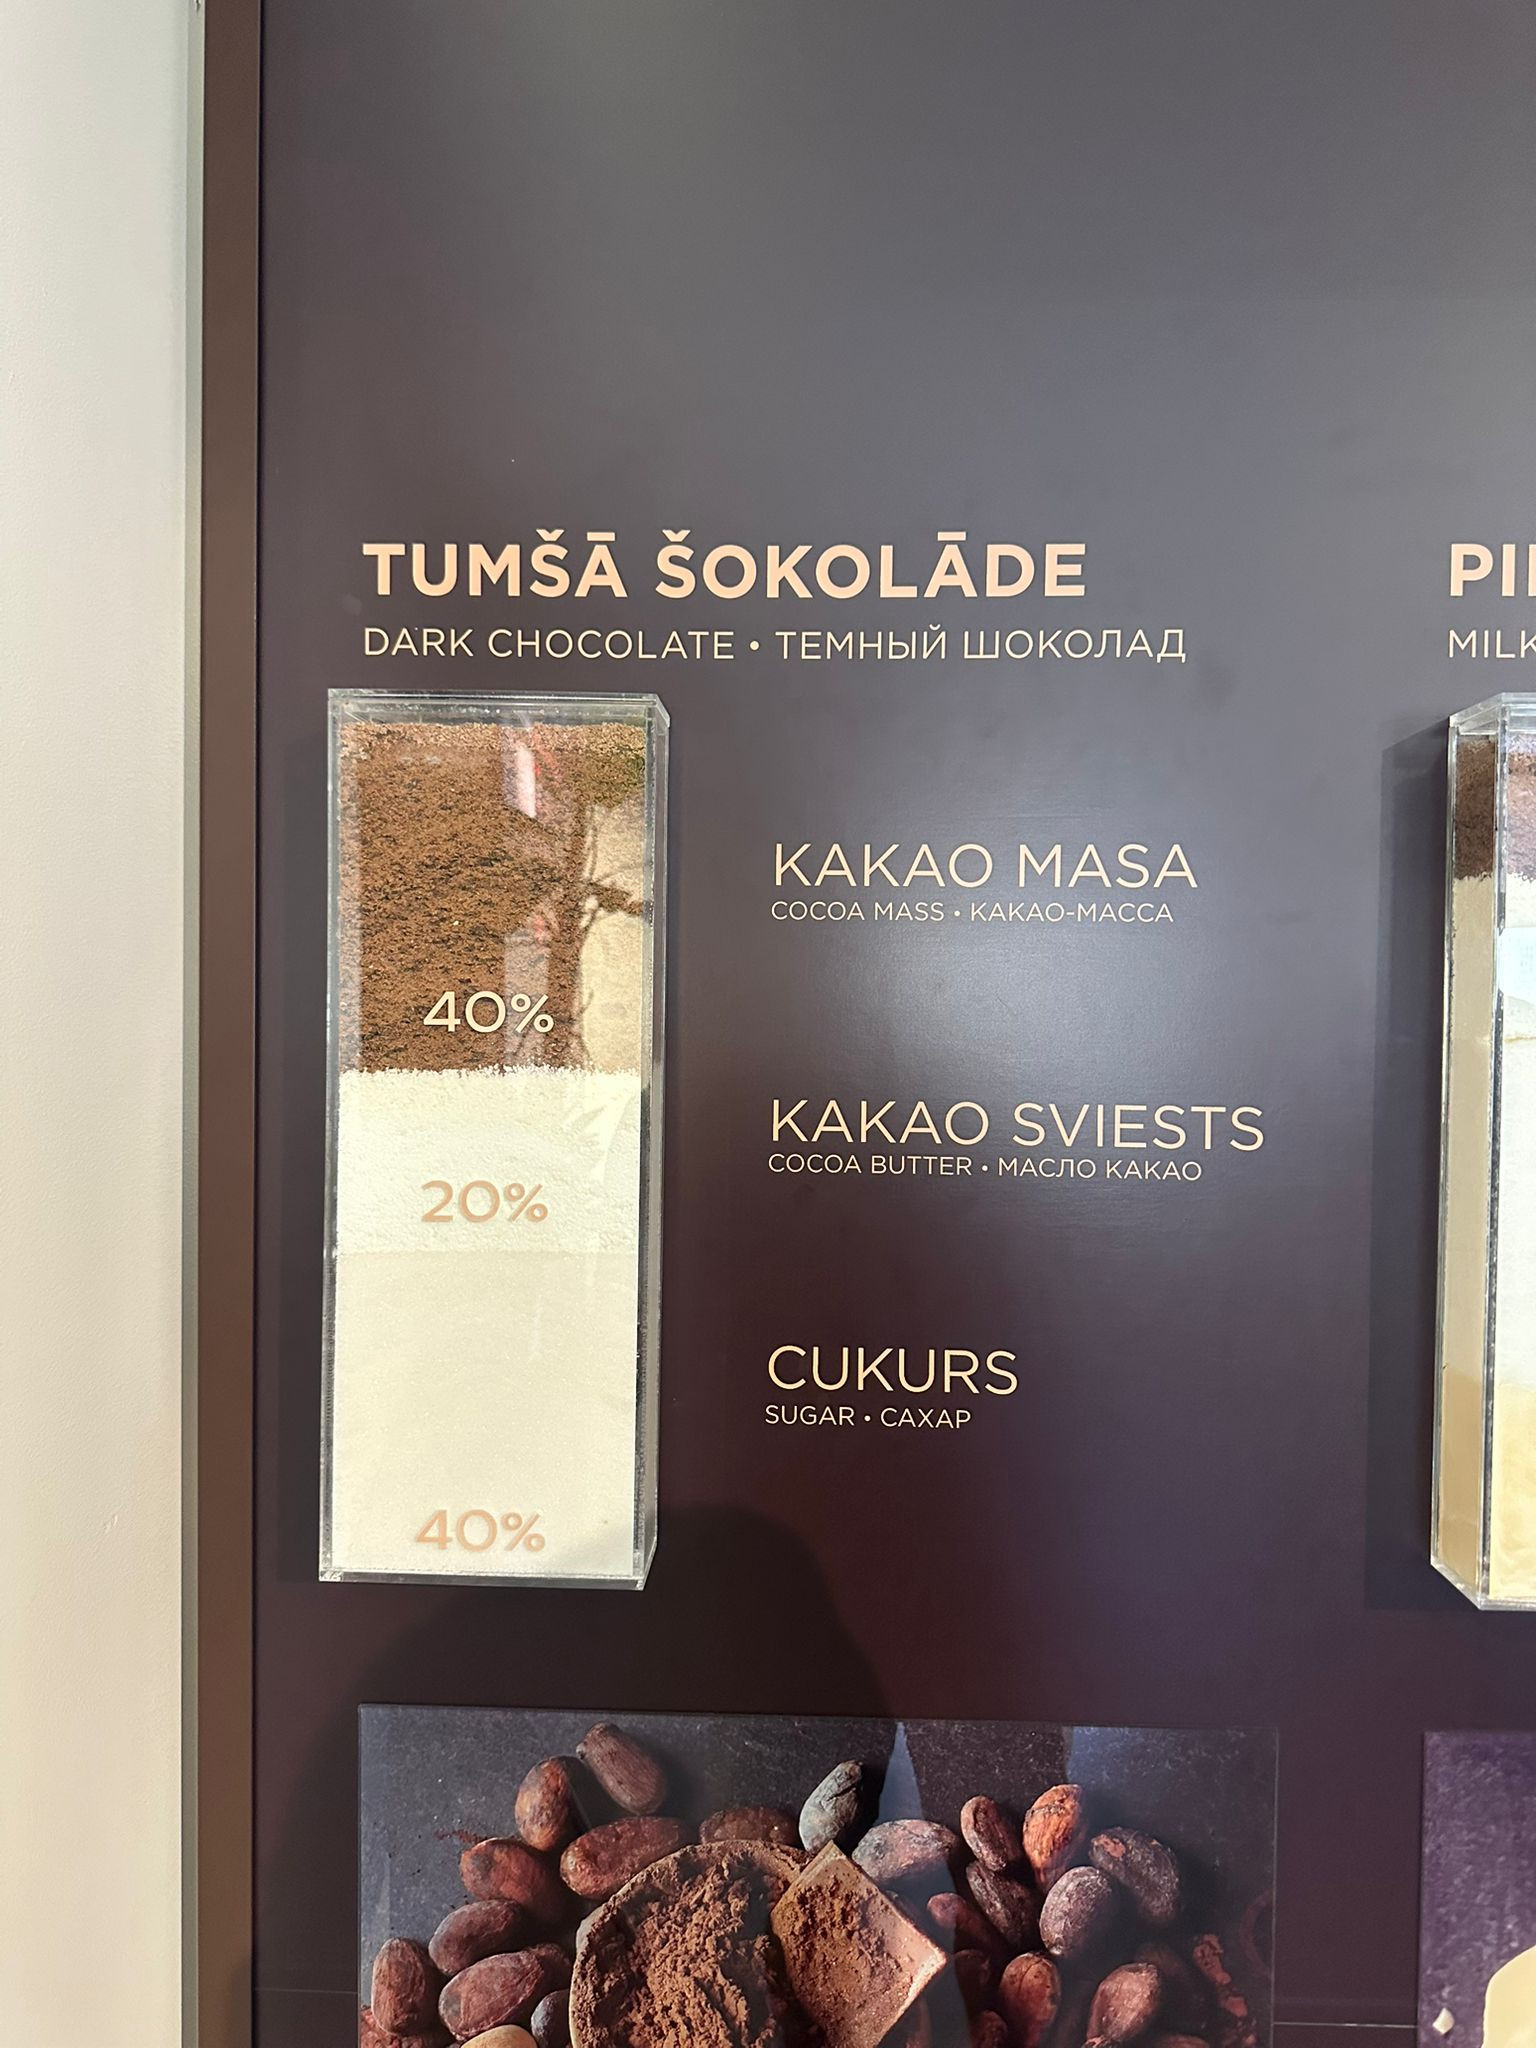 TUMŠĀ ŠOKOLĀDE
DARK CHOCOLATE • ТЕМНЫЙ ШОКОЛАД
KAKAO MASA
COCOA MASS • КАКАО-МАССА
40%
KAKAO SVIESTS
COCOA BUTTER • МАСЛО КАКАО
20%
CUKURS
SUGAR • САХАР
40%
MILK